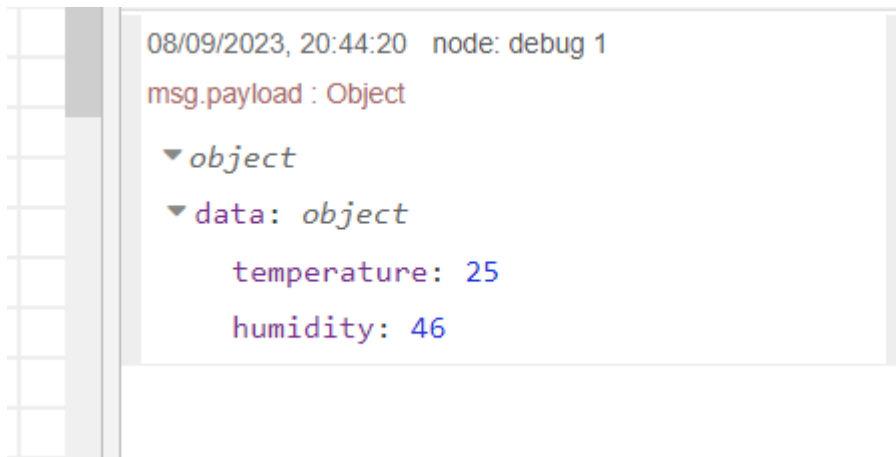 08/09/2023, 20:44:20 node: debug 1
msg.payload : Object
object
data: object
temperature: 25
humidity: 46